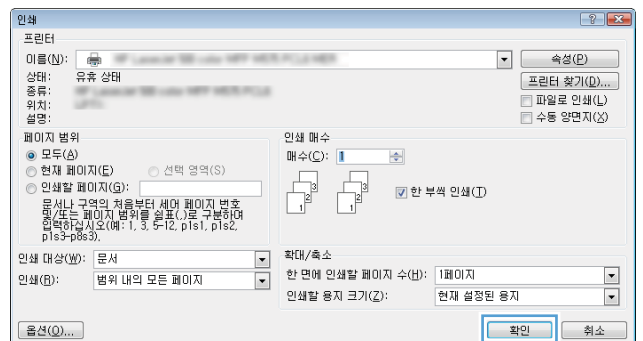 인쇄
프린터
이름(N):
속성(P)
상태: 유휴 상태
프린터 찾기(D)...
종류:
파일로 인쇄(L)
위치:
수동 양면지(X)
설명:
페이지 범위
모두(A)
현재 페이지(E) 선택 영역(S)
인쇄할 페이지(G):
문서나 구역의 처음부터 세어 페이지 번호
및/또는 페이지 범위를 쉼표(,)로 구분하여
입력하십시오(예: 1, 3, 5-12, p1s1, p1s2,
p1s3-p8s3).
인쇄 매수
매수(C): 1
3 3
2 2
1 1
한 부씩 인쇄(T)
인쇄 대상(W): 문서
인쇄(R): 범위 내의 모든 페이지
확대/축소
한 면에 인쇄할 페이지 수(H): 1페이지
인쇄할 용지 크기(Z): 현재 설정된 용지
옵션(O)...
확인 취소